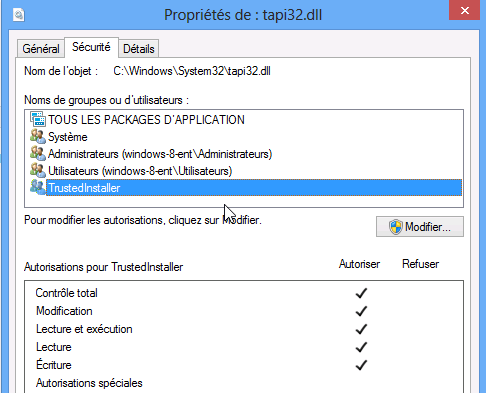 Propriétés de : tapi32.dll
Général Sécurité Détails
Nom de l'objet : C:\Windows\System32\tapi32.dll
Noms de groupes ou d'utilisateurs :
TOUS LES PACKAGES D'APPLICATION
Système
Administrateurs (windows-8-ent\Administrateurs)
Utilisateurs (windows-8-ent\Utilisateurs)
TrustedInstaller
Pour modifier les autorisations, cliquez sur Modifier.
Modifier...
Autorisations pour TrustedInstaller Autoriser Refuser
Contrôle total
Modification
Lecture et exécution
Lecture
Écriture
Autorisations spéciales